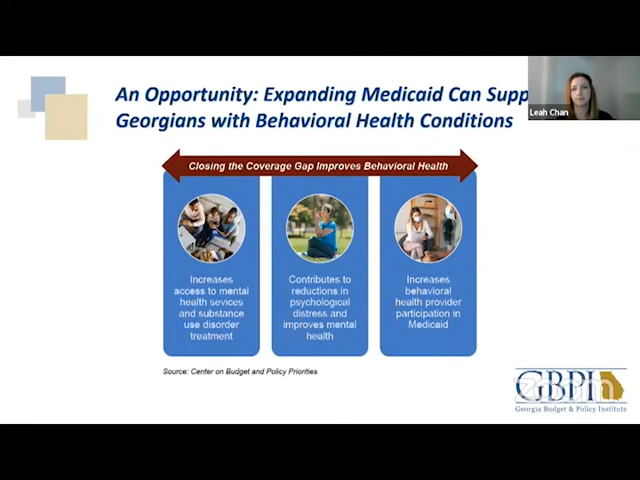 An Opportunity: Expanding Medicaid Can Supp
Georgians with Behavioral Health Conditions
Leah Chan
Closing the Coverage Gap Improves Behavioral Health
Increases
access to mental
health sevices
and substance
use disorder
treatment
Contributes to
reductions in
psychological
distress and
improves mental
health
Increases
behavioral
health provider
participation in
Medicaid
Source: Center on Budget and Policy Priorities
GBPI
zoom
Georgia Budget & Policy Institute